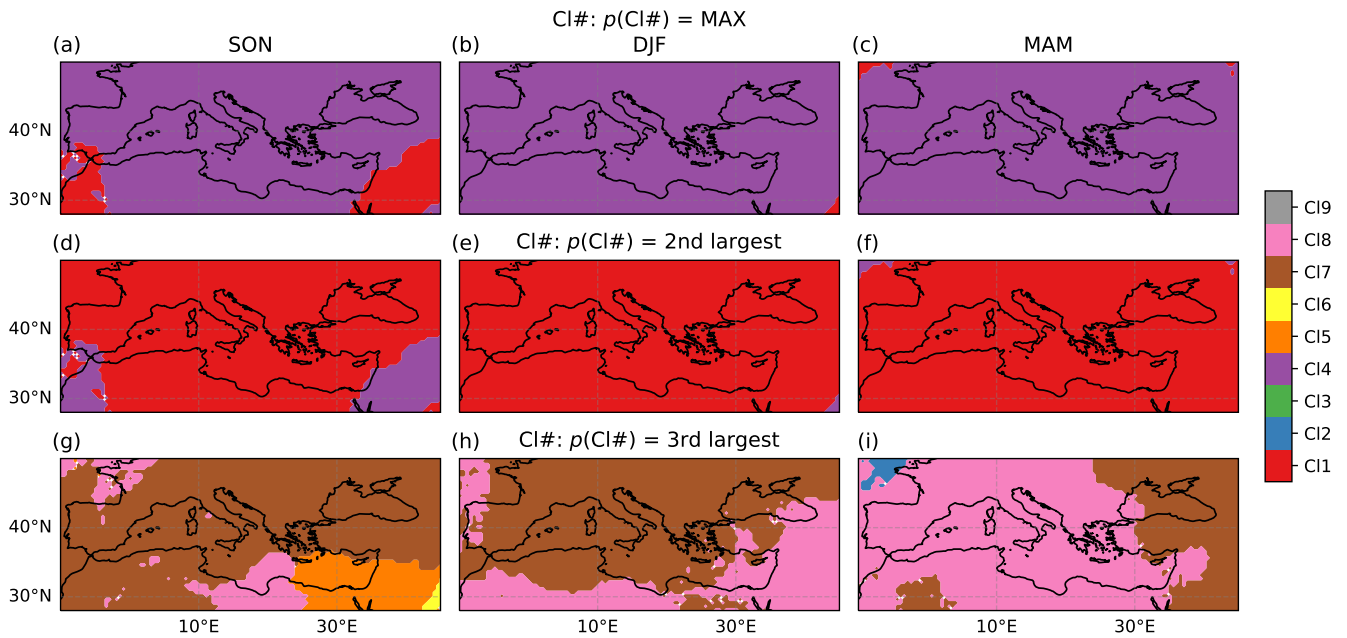 Cl#: p(Cl#) = MAX
(a) SON (b) DJF (c) MAM
40°N
30°N
(d) (e) Cl#: p(Cl#) = 2nd largest (f)
40°N
30°N
(g) (h) Cl#: p(Cl#) = 3rd largest (i)
40°N
30°N
10°E 30°E 10°E 30°E 10°E 30°E
Cl9
Cl8
Cl7
Cl6
Cl5
Cl4
Cl3
Cl2
Cl1